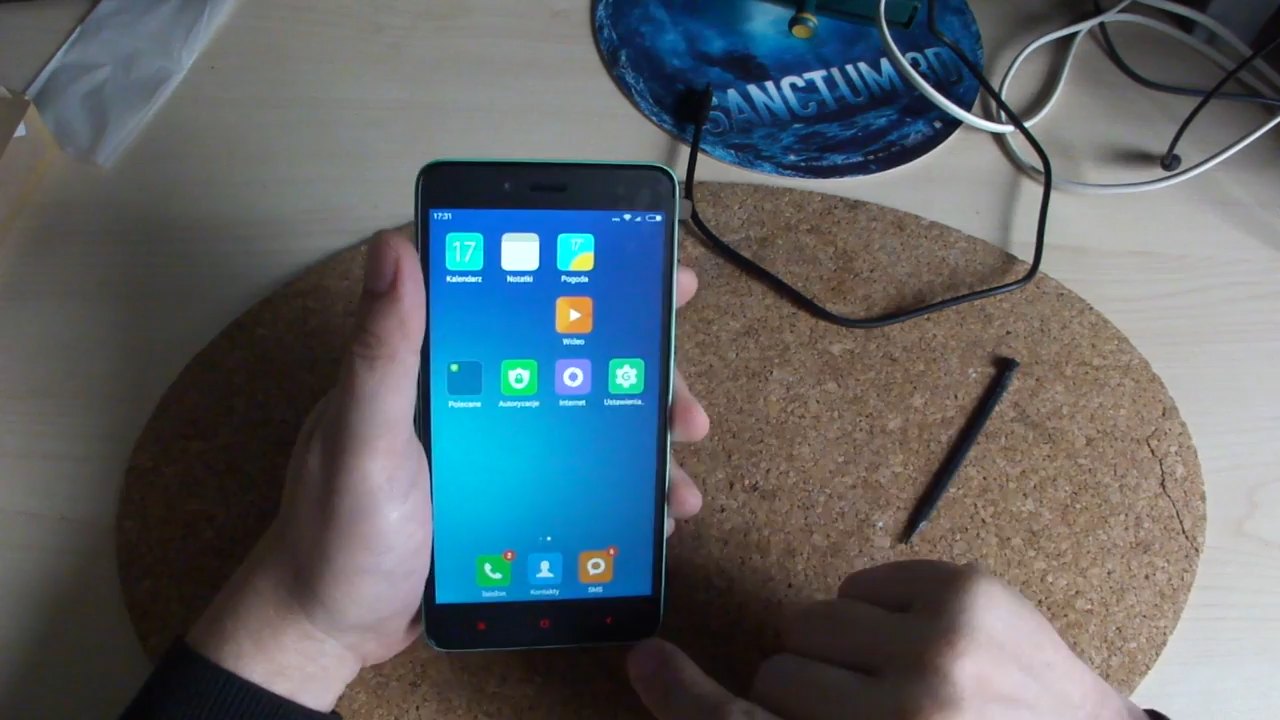 SANCTUM 3D
17:31
17
17°
Kalendarz
Notatki
Pogoda
Wideo
Polecane
Autoryzacje
Internet
Ustawienia..
2
Telefon
Kontakty
SMS